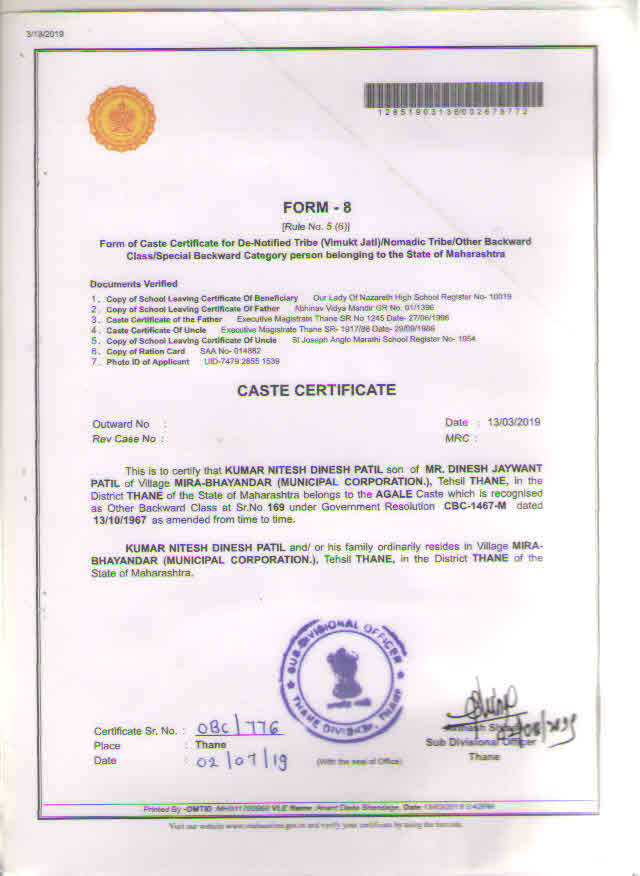 3/13/2019
12851903136002675772
FORM - 8
[Rule No. 5 (6)]
Form of Caste Certificate for De-Notified Tribe (Vimukt Jati)/Nomadic Tribe/Other Backward
Class/Special Backward Category person belonging to the State of Maharashtra
Documents Verified
1. Copy of School Leaving Certificate Of Beneficiary Our Lady Of Nazareth High School Register No- 10019
2. Copy of School Leaving Certificate Of Father Abhinav Vidya Mandir GR No. 01/1396
3. Caste Certificate of the Father Executive Magistrate Thane SR No 1245 Date- 27/06/1996
4. Caste Certificate Of Uncle Executive Magistrate Thane SR- 1917/86 Date- 29/09/1986
5. Copy of School Leaving Certificate Of Uncle St Joseph Anglo Marathi School Register No- 1954
6. Copy of Ration Card SAA No- 014882
7. Photo ID of Applicant UID-7479 2855 1539
CASTE CERTIFICATE
Outward No : Date : 13/03/2019
Rev Case No : MRC :
This is to certify that KUMAR NITESH DINESH PATIL son of MR. DINESH JAYWANT
PATIL of Village MIRA-BHAYANDAR (MUNICIPAL CORPORATION.), Tehsil THANE, in the
District THANE of the State of Maharashtra belongs to the AGALE Caste which is recognised
as Other Backward Class at Sr.No 169 under Government Resolution CBC-1467-M dated
13/10/1967 as amended from time to time.
KUMAR NITESH DINESH PATIL and/ or his family ordinarily resides in Village MIRA-
BHAYANDAR (MUNICIPAL CORPORATION.), Tehsil THANE, in the District THANE of the
State of Maharashtra.
SUB-DIVISIONAL OFFICER
THANE DIVISION, THANE
Certificate Sr. No. : OBC/776
Place : Thane
Date : 02/07/19
(With the seal of Office)
Sub Divisional Officer
Thane
Printed By -OMTID VLE Name :Anant Dada Shendage, Date
Visit our website www.mahaonline.gov.in and verify your certificate by using the barcode.